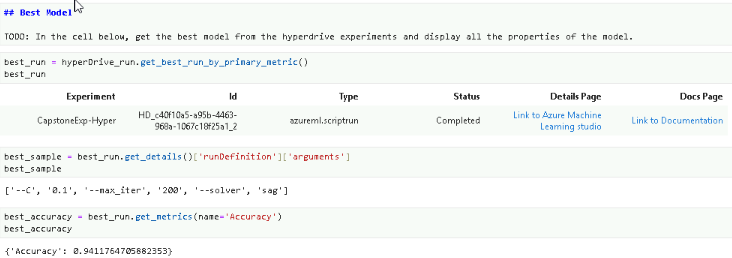 ## Best Model
TODO: In the cell below, get the best model from the hyperdrive experiments and display all the properties of the model.
best_run = hyperDrive_run.get_best_run_by_primary_metric()
best_run
Experiment Id Type Status Details Page Docs Page
CapstoneExp-Hyper HD_c40f10a5-a95b-4463- azureml.scriptrun Completed Link to Azure Machine Link to Documentation
968a-1067c18f25a1_2 Learning studio
best_sample = best_run.get_details()['runDefinition']['arguments']
best_sample
['--C', '0.1', '--max_iter', '200', '--solver', 'sag']
best_accuracy = best_run.get_metrics(name='Accuracy')
best_accuracy
{'Accuracy': 0.9411764705882353}